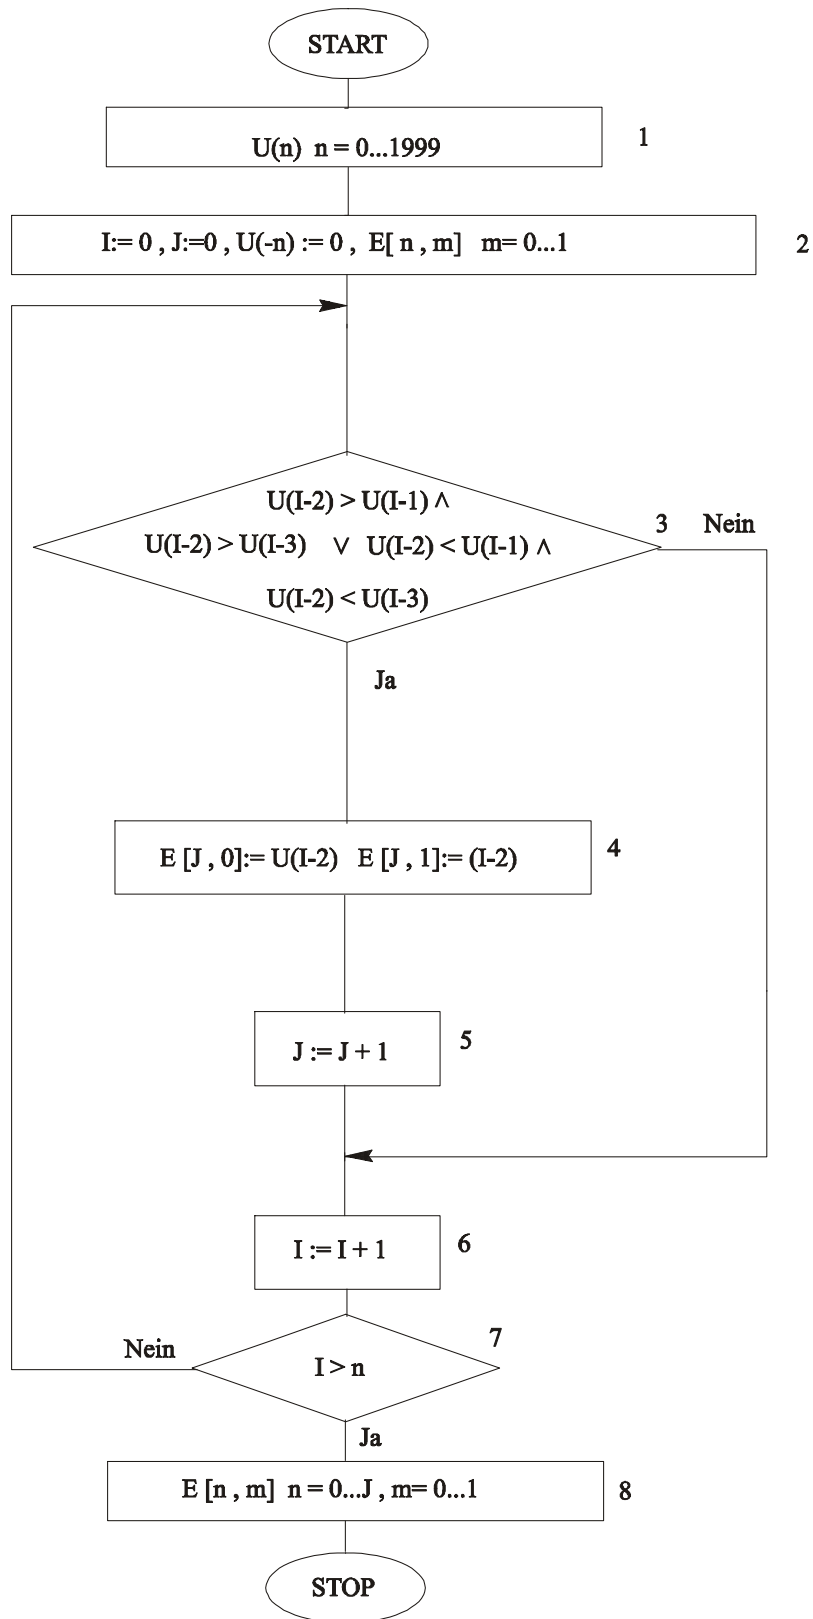 START
U(n) n = 0...1999
1
I:= 0 , J:=0 , U(-n) := 0 , E[ n , m] m= 0...1
2
U(I-2) > U(I-1) ∧
U(I-2) > U(I-3) ∨ U(I-2) < U(I-1) ∧
U(I-2) < U(I-3)
3
Nein
Ja
E [J , 0]:= U(I-2) E [J , 1]:= (I-2)
4
J := J + 1
5
I := I + 1
6
Nein
I > n
7
Ja
E [n , m] n = 0...J , m= 0...1
8
STOP